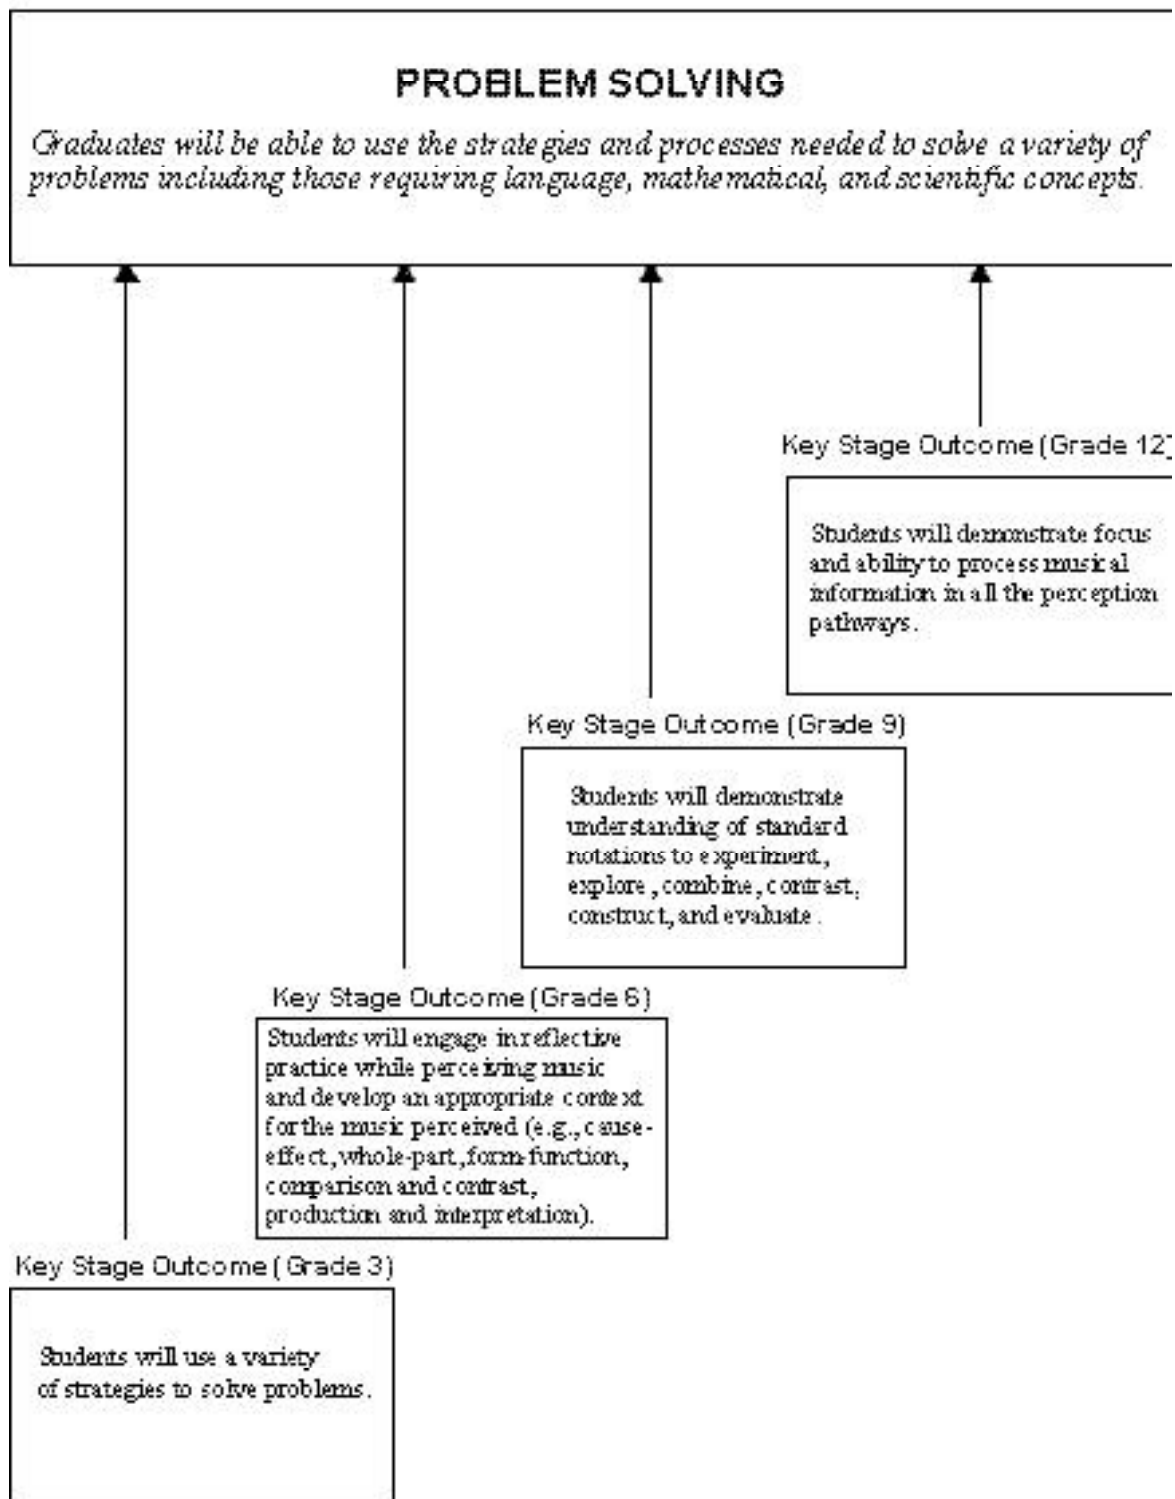 PROBLEM SOLVING
Graduates will be able to use the strategies and processes needed to solve a variety of
problems including those requiring language, mathematical, and scientific concepts.
Key Stage Outcome (Grade 12)
Students will demonstrate focus
and ability to process musical
information in all the perception
pathways.
Key Stage Outcome (Grade 9)
Students will demonstrate
understanding of standard
notations to experiment,
explore, combine, contrast,
construct, and evaluate.
Key Stage Outcome (Grade 6)
Students will engage in reflective
practice while perceiving music
and develop an appropriate context
for the music perceived (e.g., cause-
effect, whole-part, form-function,
comparison and contrast,
production and interpretation).
Key Stage Outcome (Grade 3)
Students will use a variety
of strategies to solve problems.